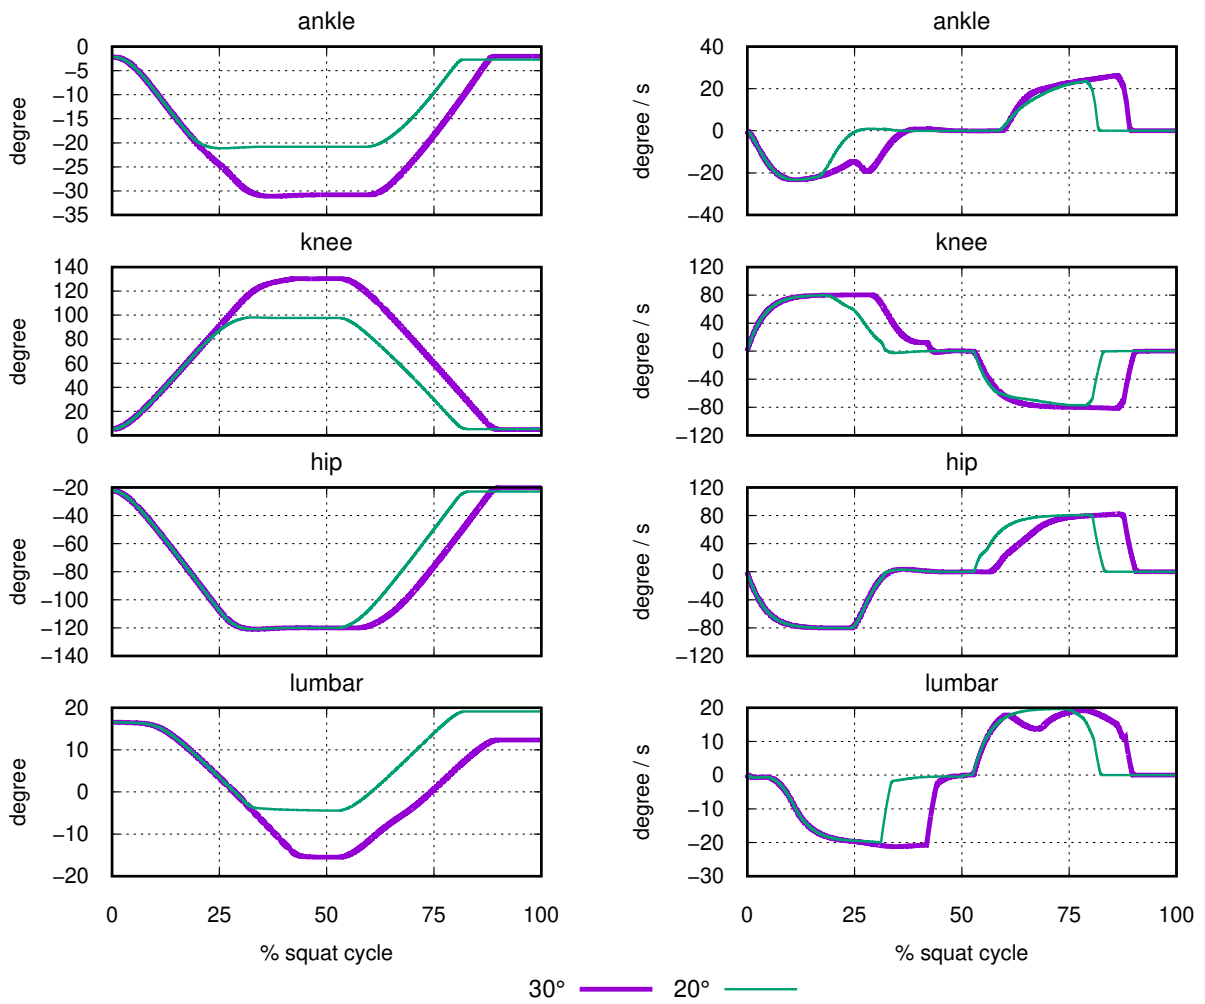 ankle
degree
0
−5
−10
−15
−20
−25
−30
−35
ankle
degree / s
40
20
0
−20
−40
knee
degree
140
120
100
80
60
40
20
0
knee
degree / s
120
80
40
0
−40
−80
−120
hip
degree
−20
−40
−60
−80
−100
−120
−140
hip
degree / s
120
80
40
0
−40
−80
−120
lumbar
degree
20
10
0
−10
−20
0 25 50 75 100
% squat cycle
lumbar
degree / s
20
10
0
−10
−20
−30
0 25 50 75 100
% squat cycle
30° 20°